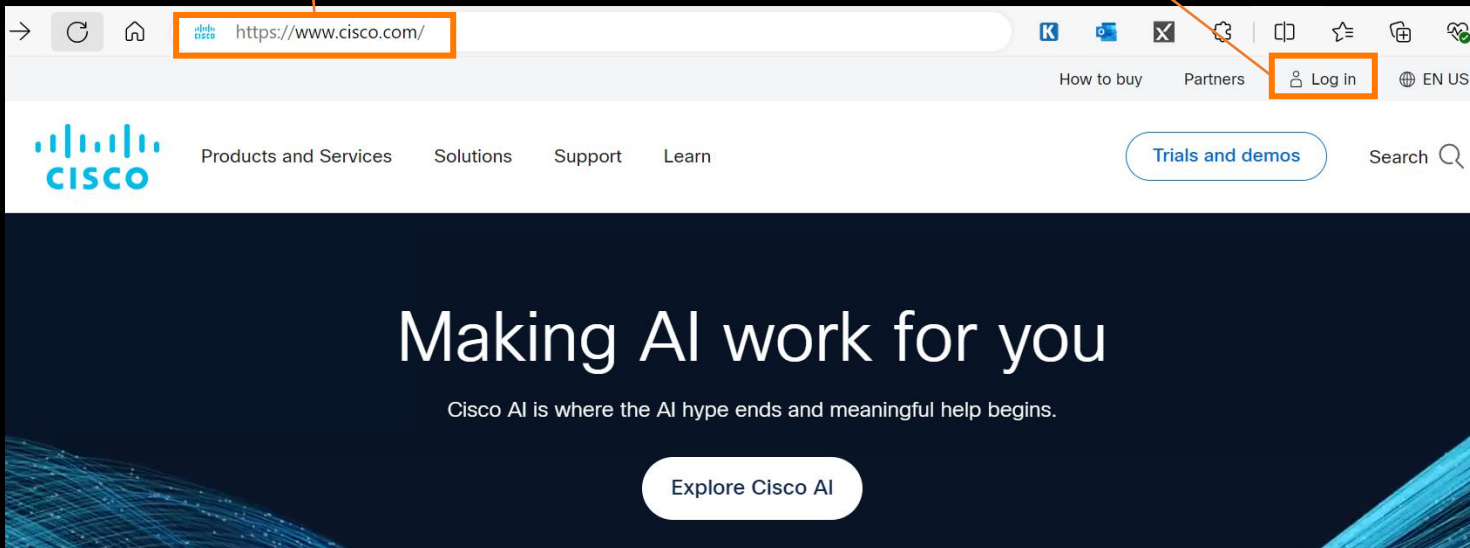 https://www.cisco.com/
How to buy Partners Log in EN US
CISCO Products and Services Solutions Support Learn Trials and demos Search
Making AI work for you
Cisco AI is where the AI hype ends and meaningful help begins.
Explore Cisco AI